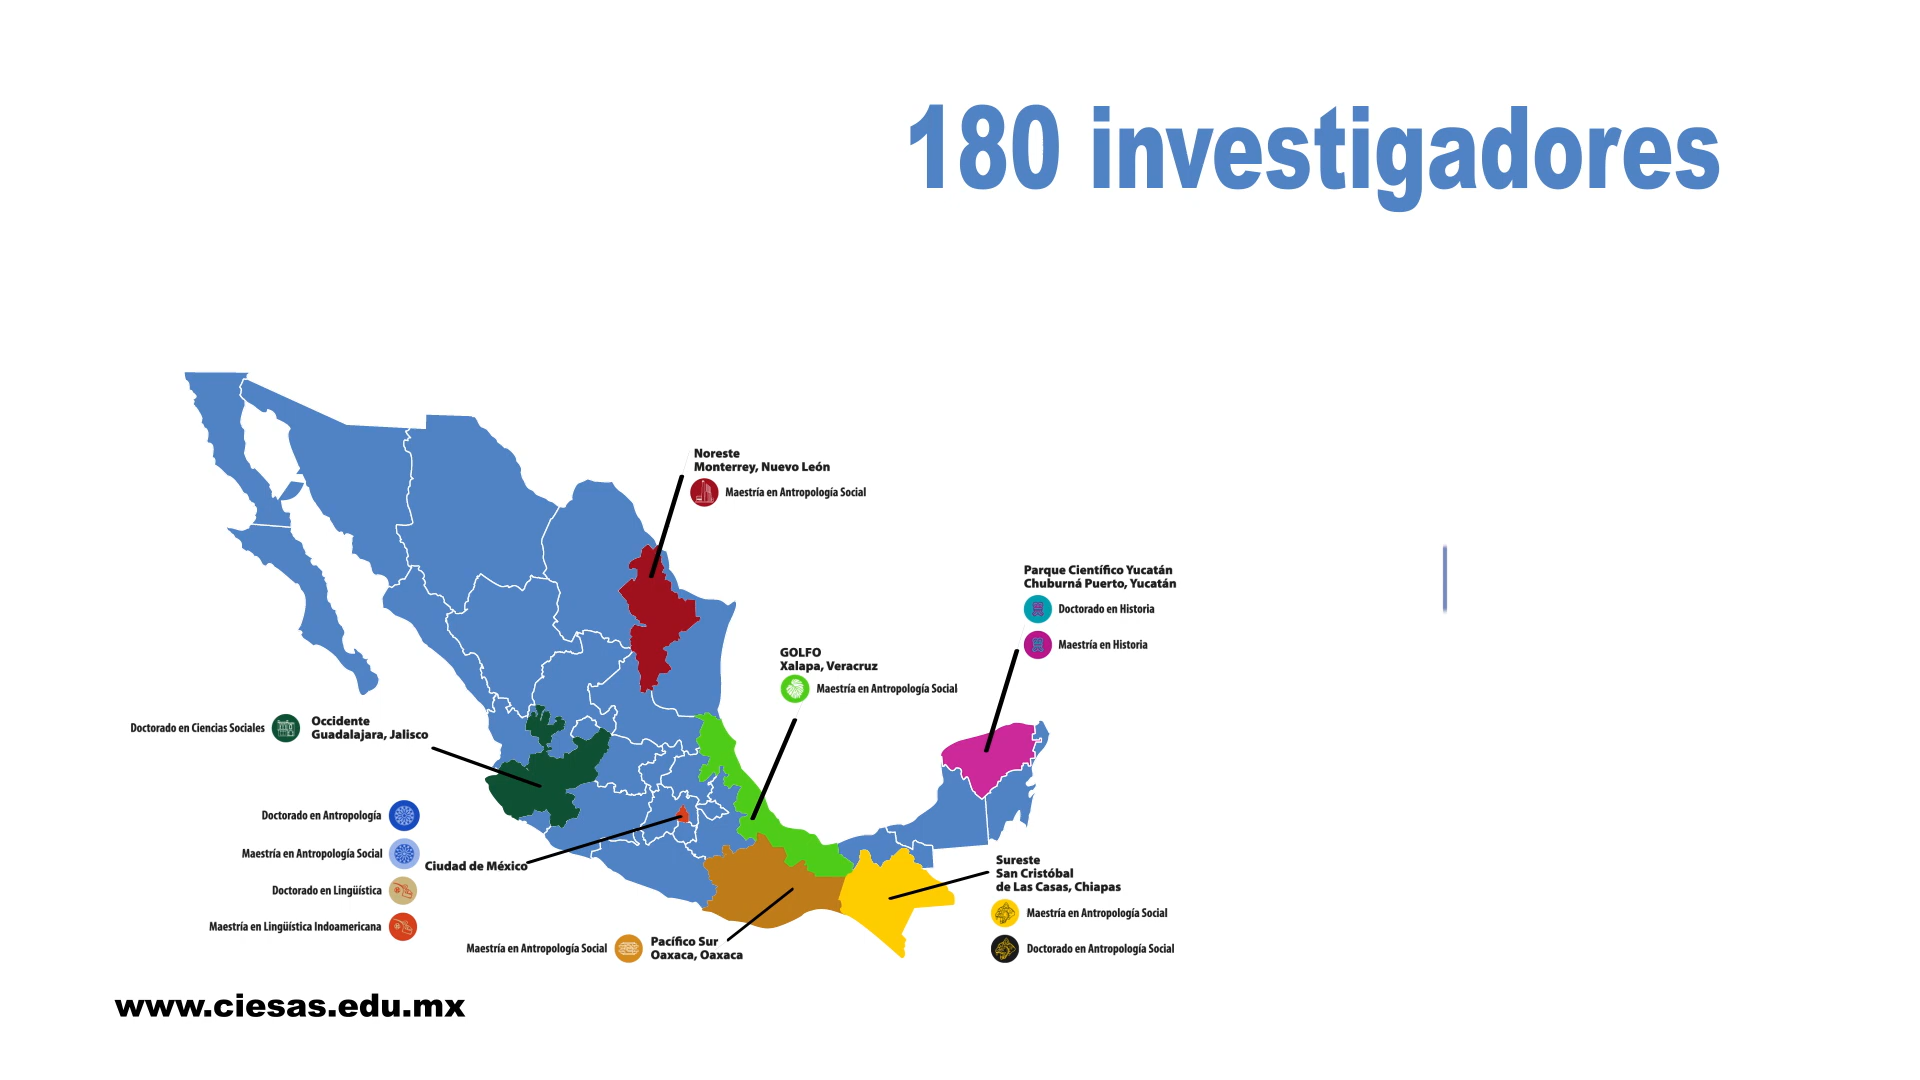 180 investigadores
Noreste
Monterrey, Nuevo León
Maestría en Antropología Social
Parque Científico Yucatán
Chuburná Puerto, Yucatán
Doctorado en Historia
Maestría en Historia
GOLFO
Xalapa, Veracruz
Maestría en Antropología Social
Doctorado en Ciencias Sociales
Occidente
Guadalajara, Jalisco
Doctorado en Antropología
Maestría en Antropología Social
Ciudad de México
Doctorado en Lingüística
Maestría en Lingüística Indoamericana
Sureste
San Cristóbal
de Las Casas, Chiapas
Maestría en Antropología Social
Doctorado en Antropología Social
Maestría en Antropología Social
Pacífico Sur
Oaxaca, Oaxaca
www.ciesas.edu.mx